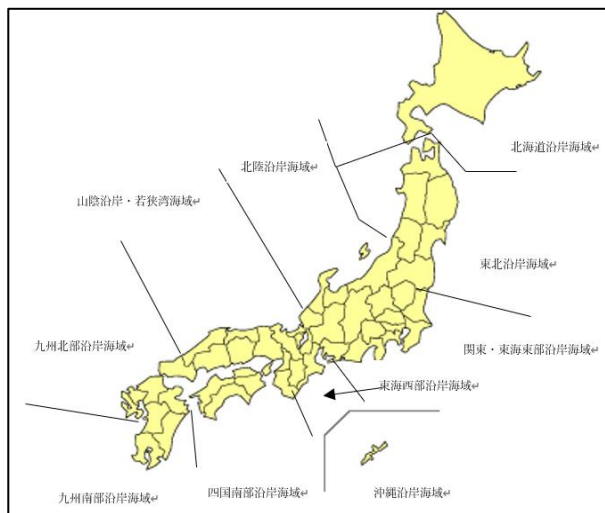 北海道沿岸海域↵
北陸沿岸海域↵
山陰沿岸・若狭湾海域↵
東北沿岸海域↵
九州北部沿岸海域↵
関東・東海東部沿岸海域↵
東海西部沿岸海域↵
九州南部沿岸海域↵
四国南部沿岸海域↵
沖縄沿岸海域↵